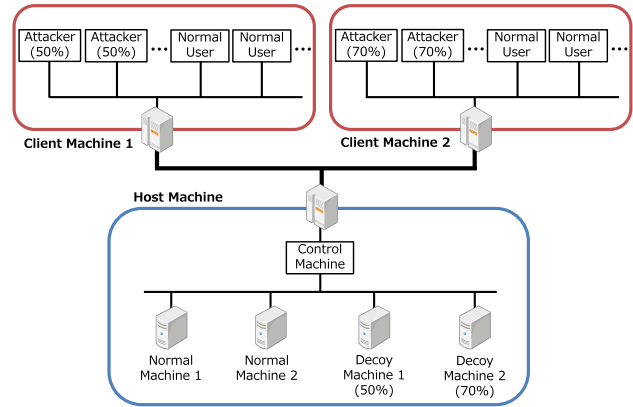 Attacker
(50%)
Attacker
(50%)
•••
Normal
User
Normal
User
•••
Client Machine 1
Attacker
(70%)
Attacker
(70%)
•••
Normal
User
Normal
User
•••
Client Machine 2
Host Machine
Control
Machine
Normal
Machine 1
Normal
Machine 2
Decoy
Machine 1
(50%)
Decoy
Machine 2
(70%)